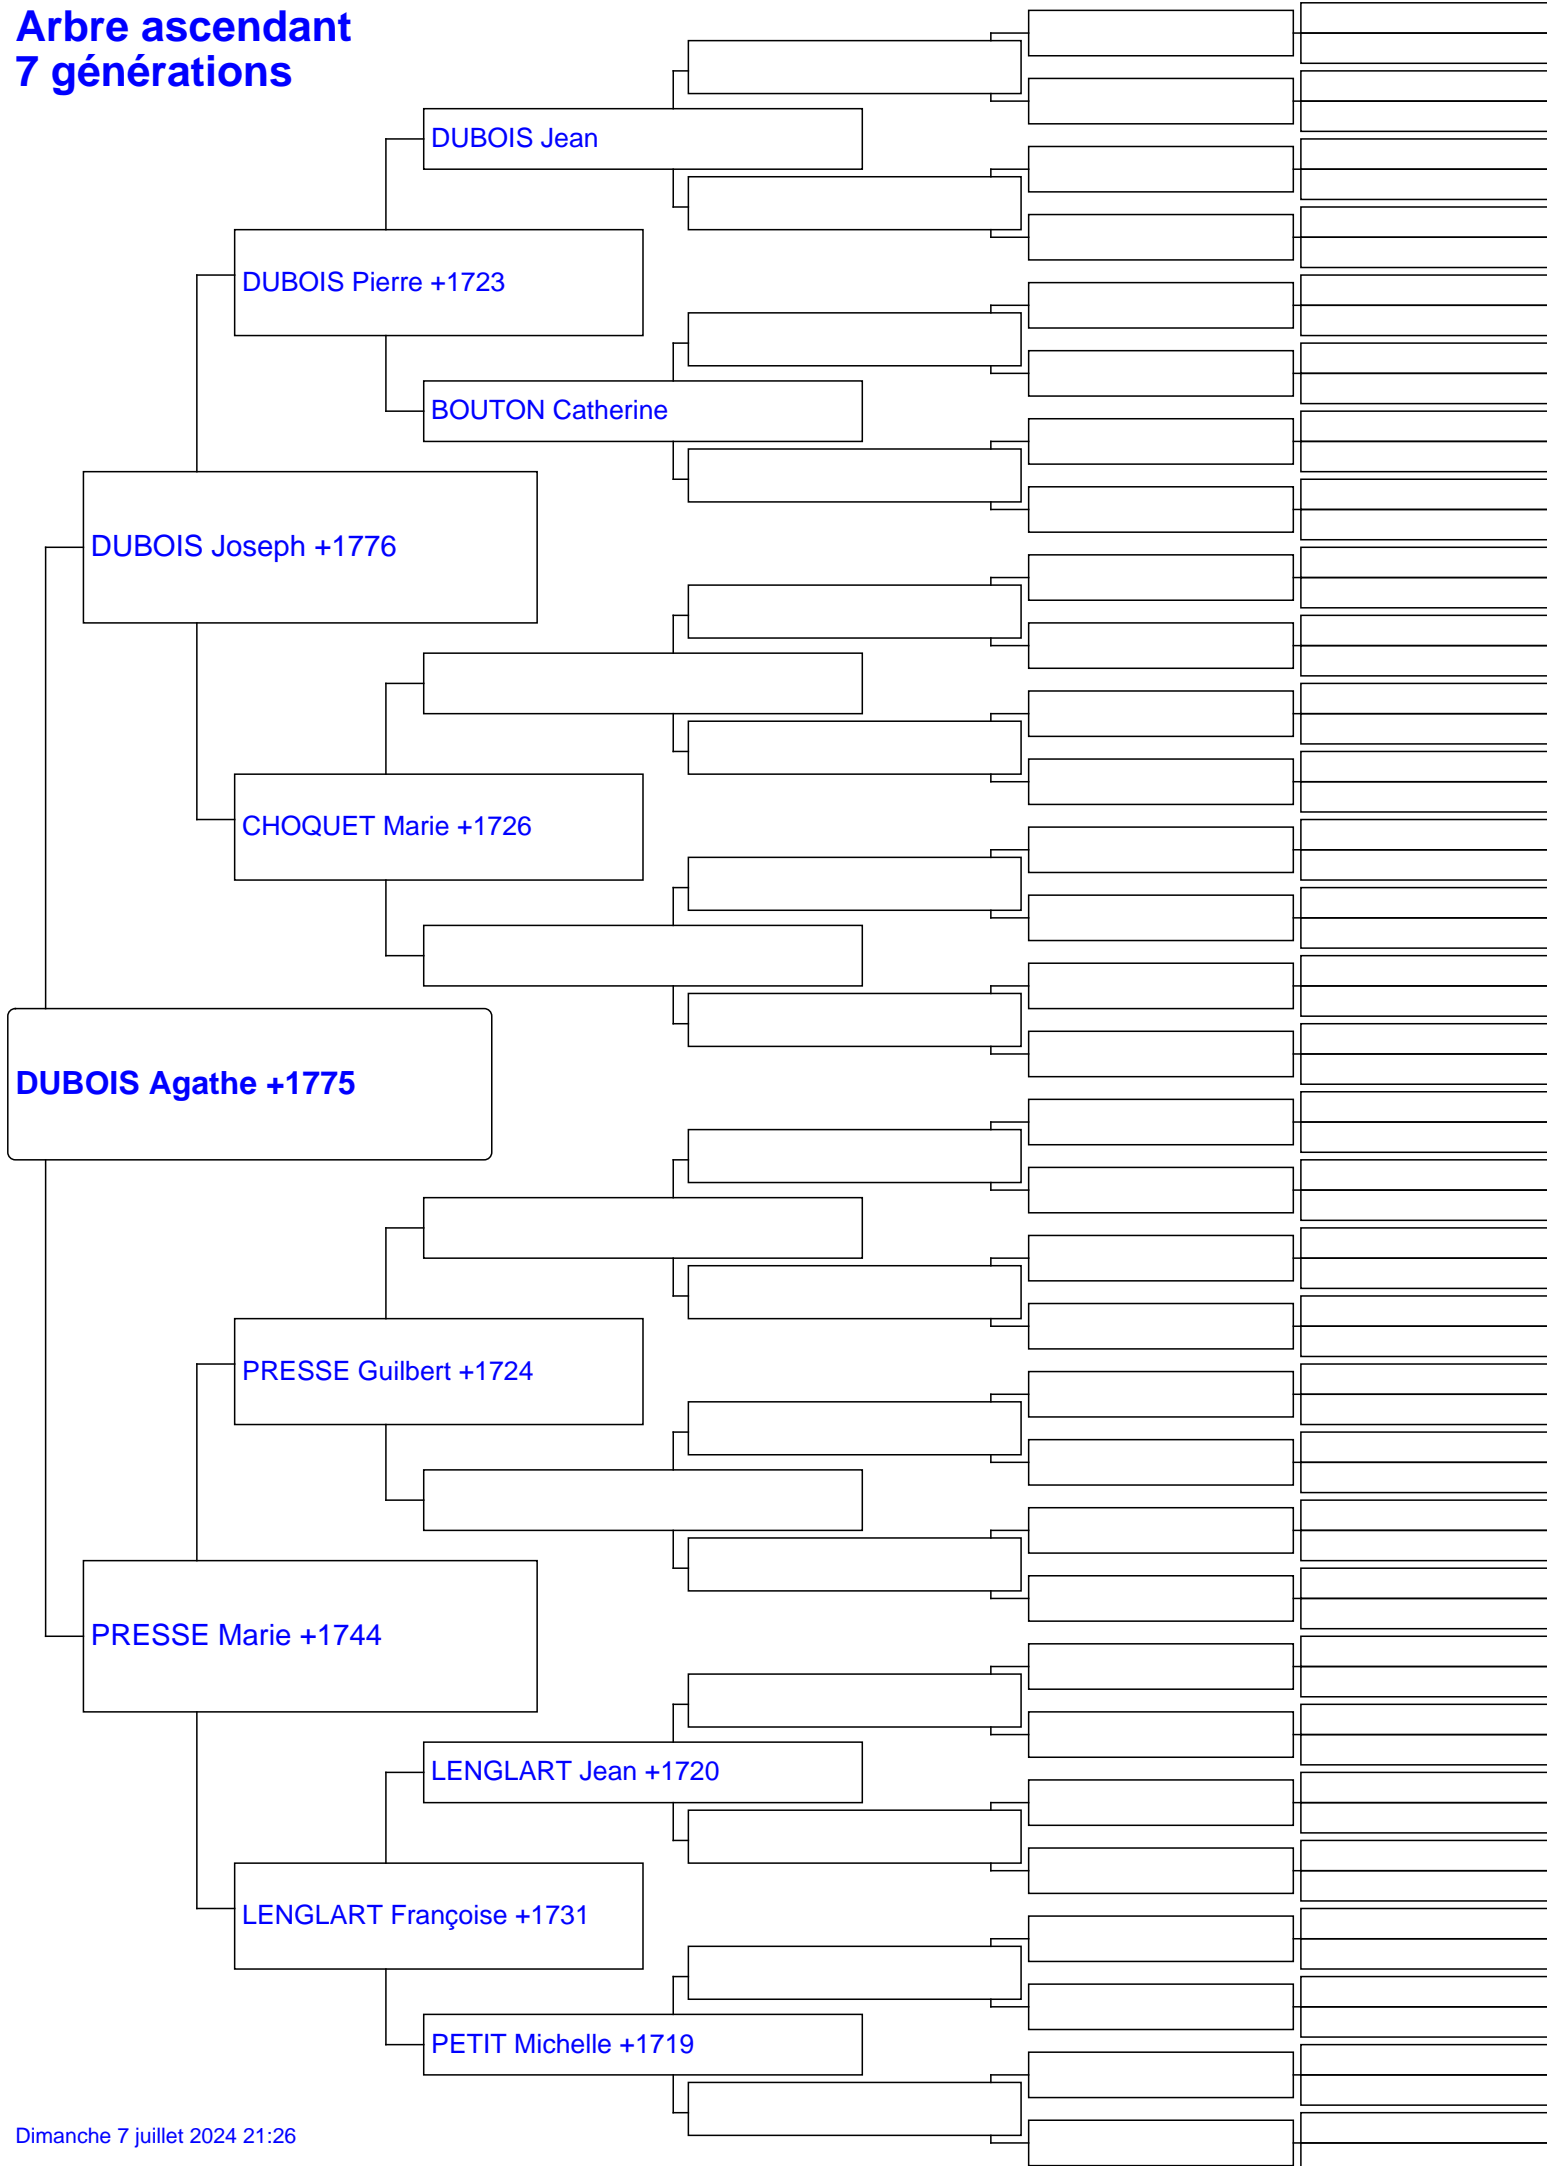 Arbre ascendant
7 générations
DUBOIS Jean
DUBOIS Pierre +1723
BOUTON Catherine
DUBOIS Joseph +1776
CHOQUET Marie +1726
DUBOIS Agathe +1775
PRESSE Guilbert +1724
PRESSE Marie +1744
LENGLART Jean +1720
LENGLART Françoise +1731
PETIT Michelle +1719
Dimanche 7 juillet 2024 21:26